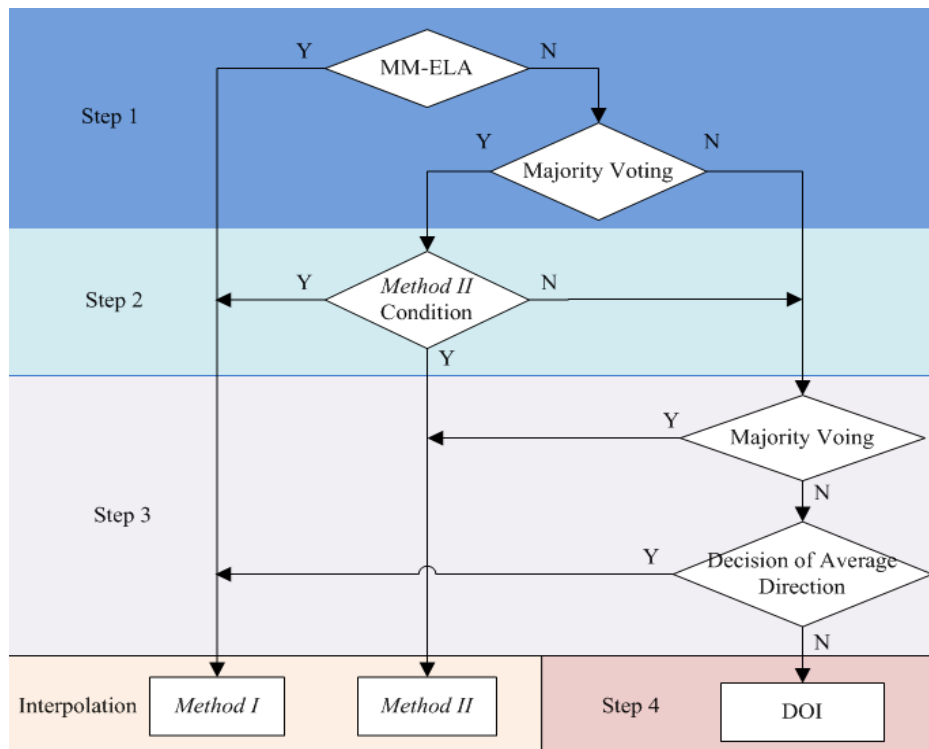 Y
N
MM-ELA
Step 1
Y
N
Majority Voting
Y
N
Step 2
Method II
Condition
Y
Y
Majority Voing
N
Step 3
Y
Decision of Average
Direction
N
Interpolation
Method I
Method II
Step 4
DOI